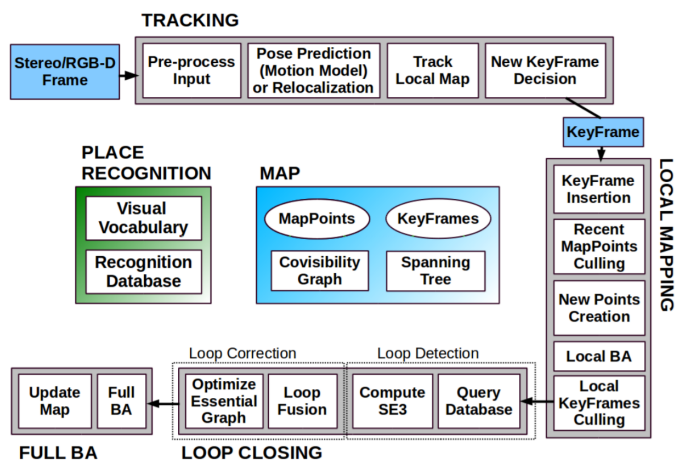 TRACKING
Stereo/RGB-D
Frame
Pre-process
Input
Pose Prediction
(Motion Model)
or Relocalization
Track
Local Map
New KeyFrame
Decision
KeyFrame
PLACE
RECOGNITION
Visual
Vocabulary
Recognition
Database
MAP
MapPoints
KeyFrames
Covisibility
Graph
Spanning
Tree
LOCAL MAPPING
KeyFrame
Insertion
Recent
MapPoints
Culling
New Points
Creation
Local BA
Local
KeyFrames
Culling
Loop Correction
Loop Detection
Optimize
Essential
Graph
Loop
Fusion
Compute
SE3
Query
Database
LOOP CLOSING
Update
Map
Full
BA
FULL BA